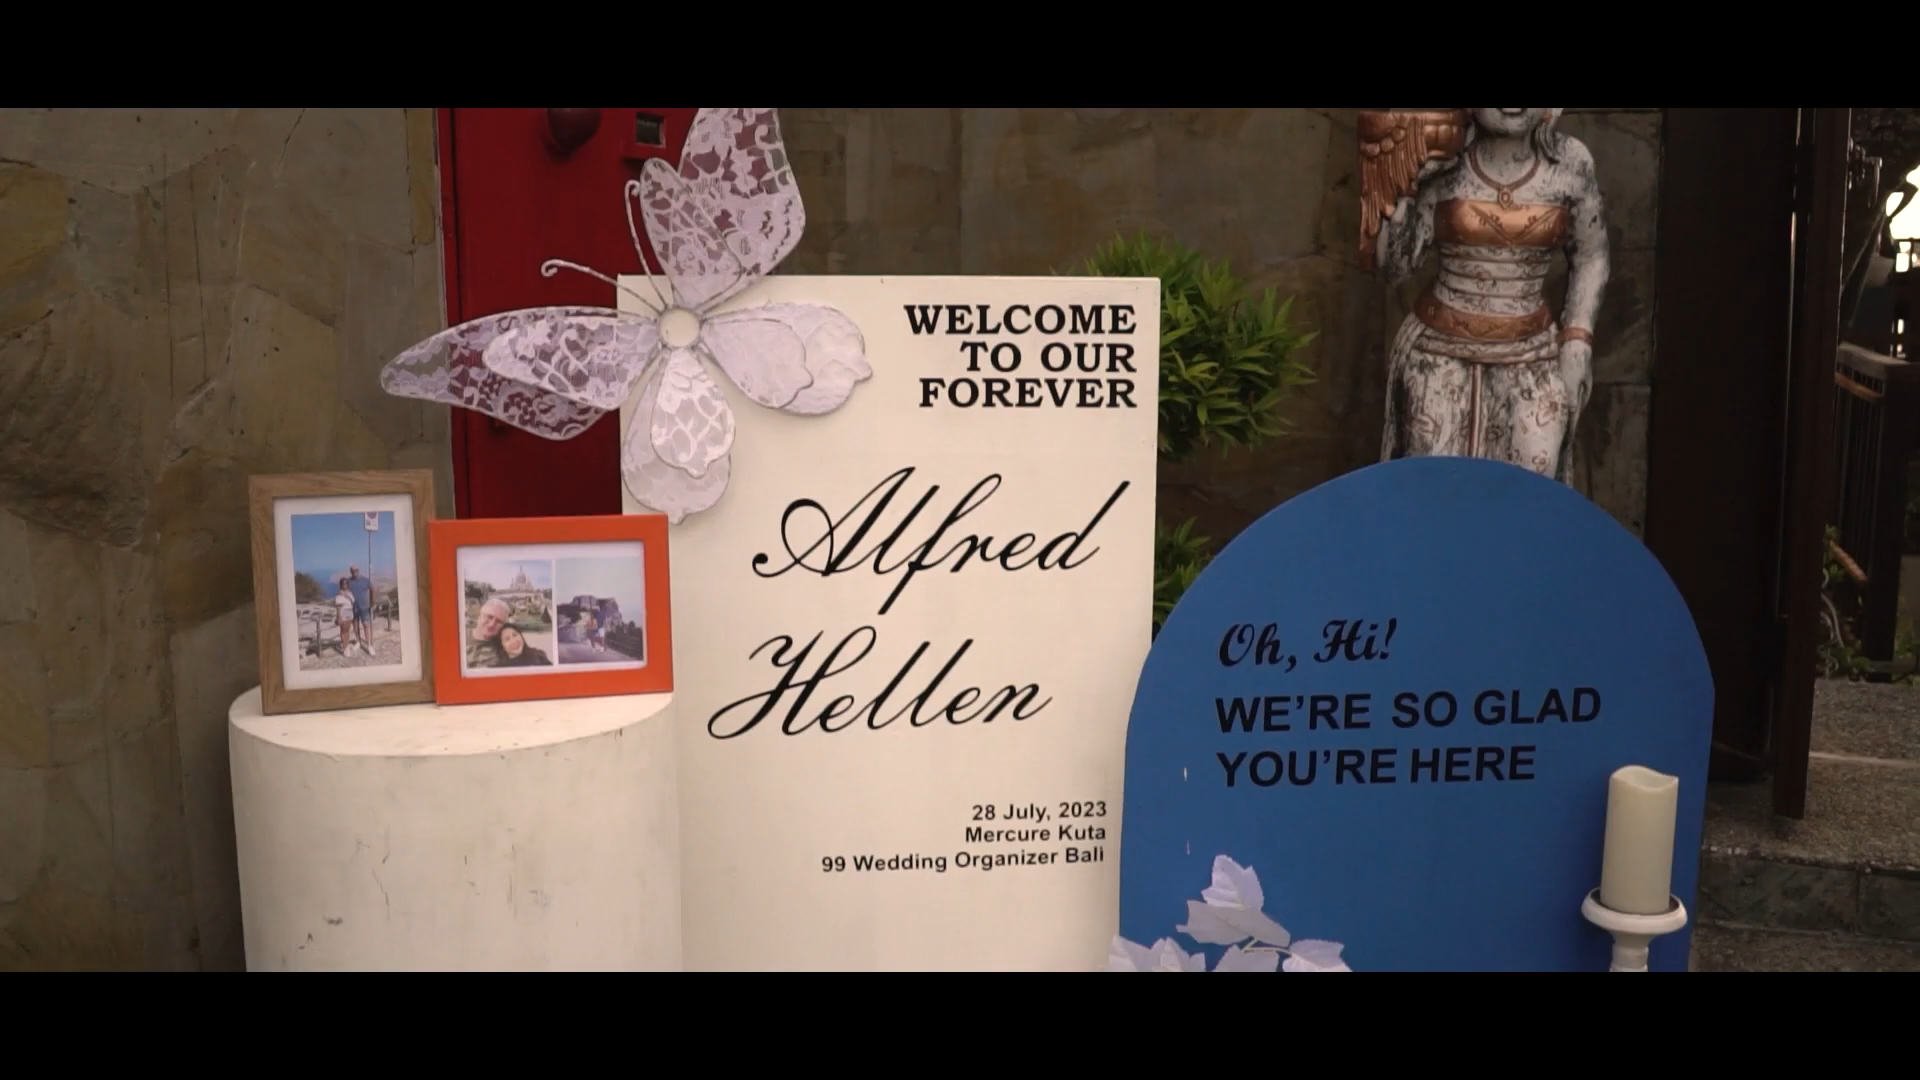 WELCOME
TO OUR
FOREVER
Alfred
Hellen
28 July, 2023
Mercure Kuta
99 Wedding Organizer Bali
Oh, Hi!
WE'RE SO GLAD
YOU'RE HERE